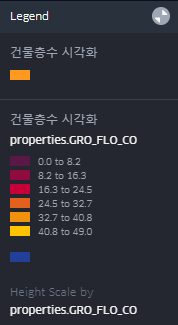 Legend
건물층수 시각화
건물층수 시각화
properties.GRO_FLO_CO
0.0 to 8.2
8.2 to 16.3
16.3 to 24.5
24.5 to 32.7
32.7 to 40.8
40.8 to 49.0
Height Scale by
properties.GRO_FLO_CO